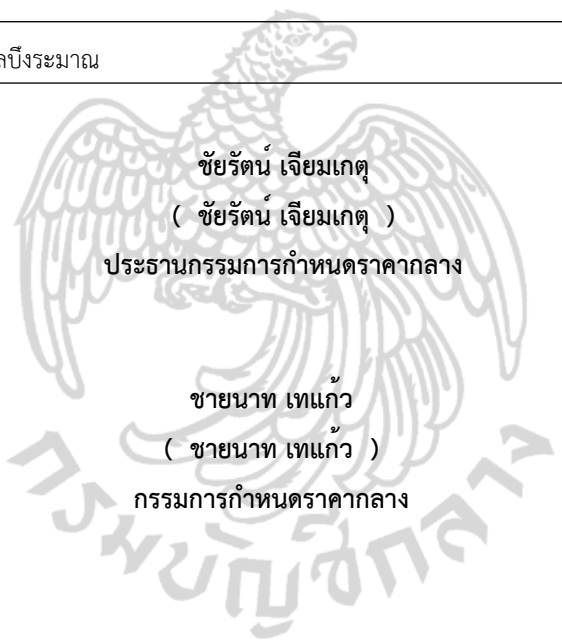 ลบึงระมาณ
ชัยรัตน์ เจียมเกตุ
( ชัยรัตน์ เจียมเกตุ )
ประธานกรรมการกำหนดราคากลาง
ชายนาท เทแก้ว
( ชายนาท เทแก้ว )
กรรมการกำหนดราคากลาง
กรมบัญชีกลาง